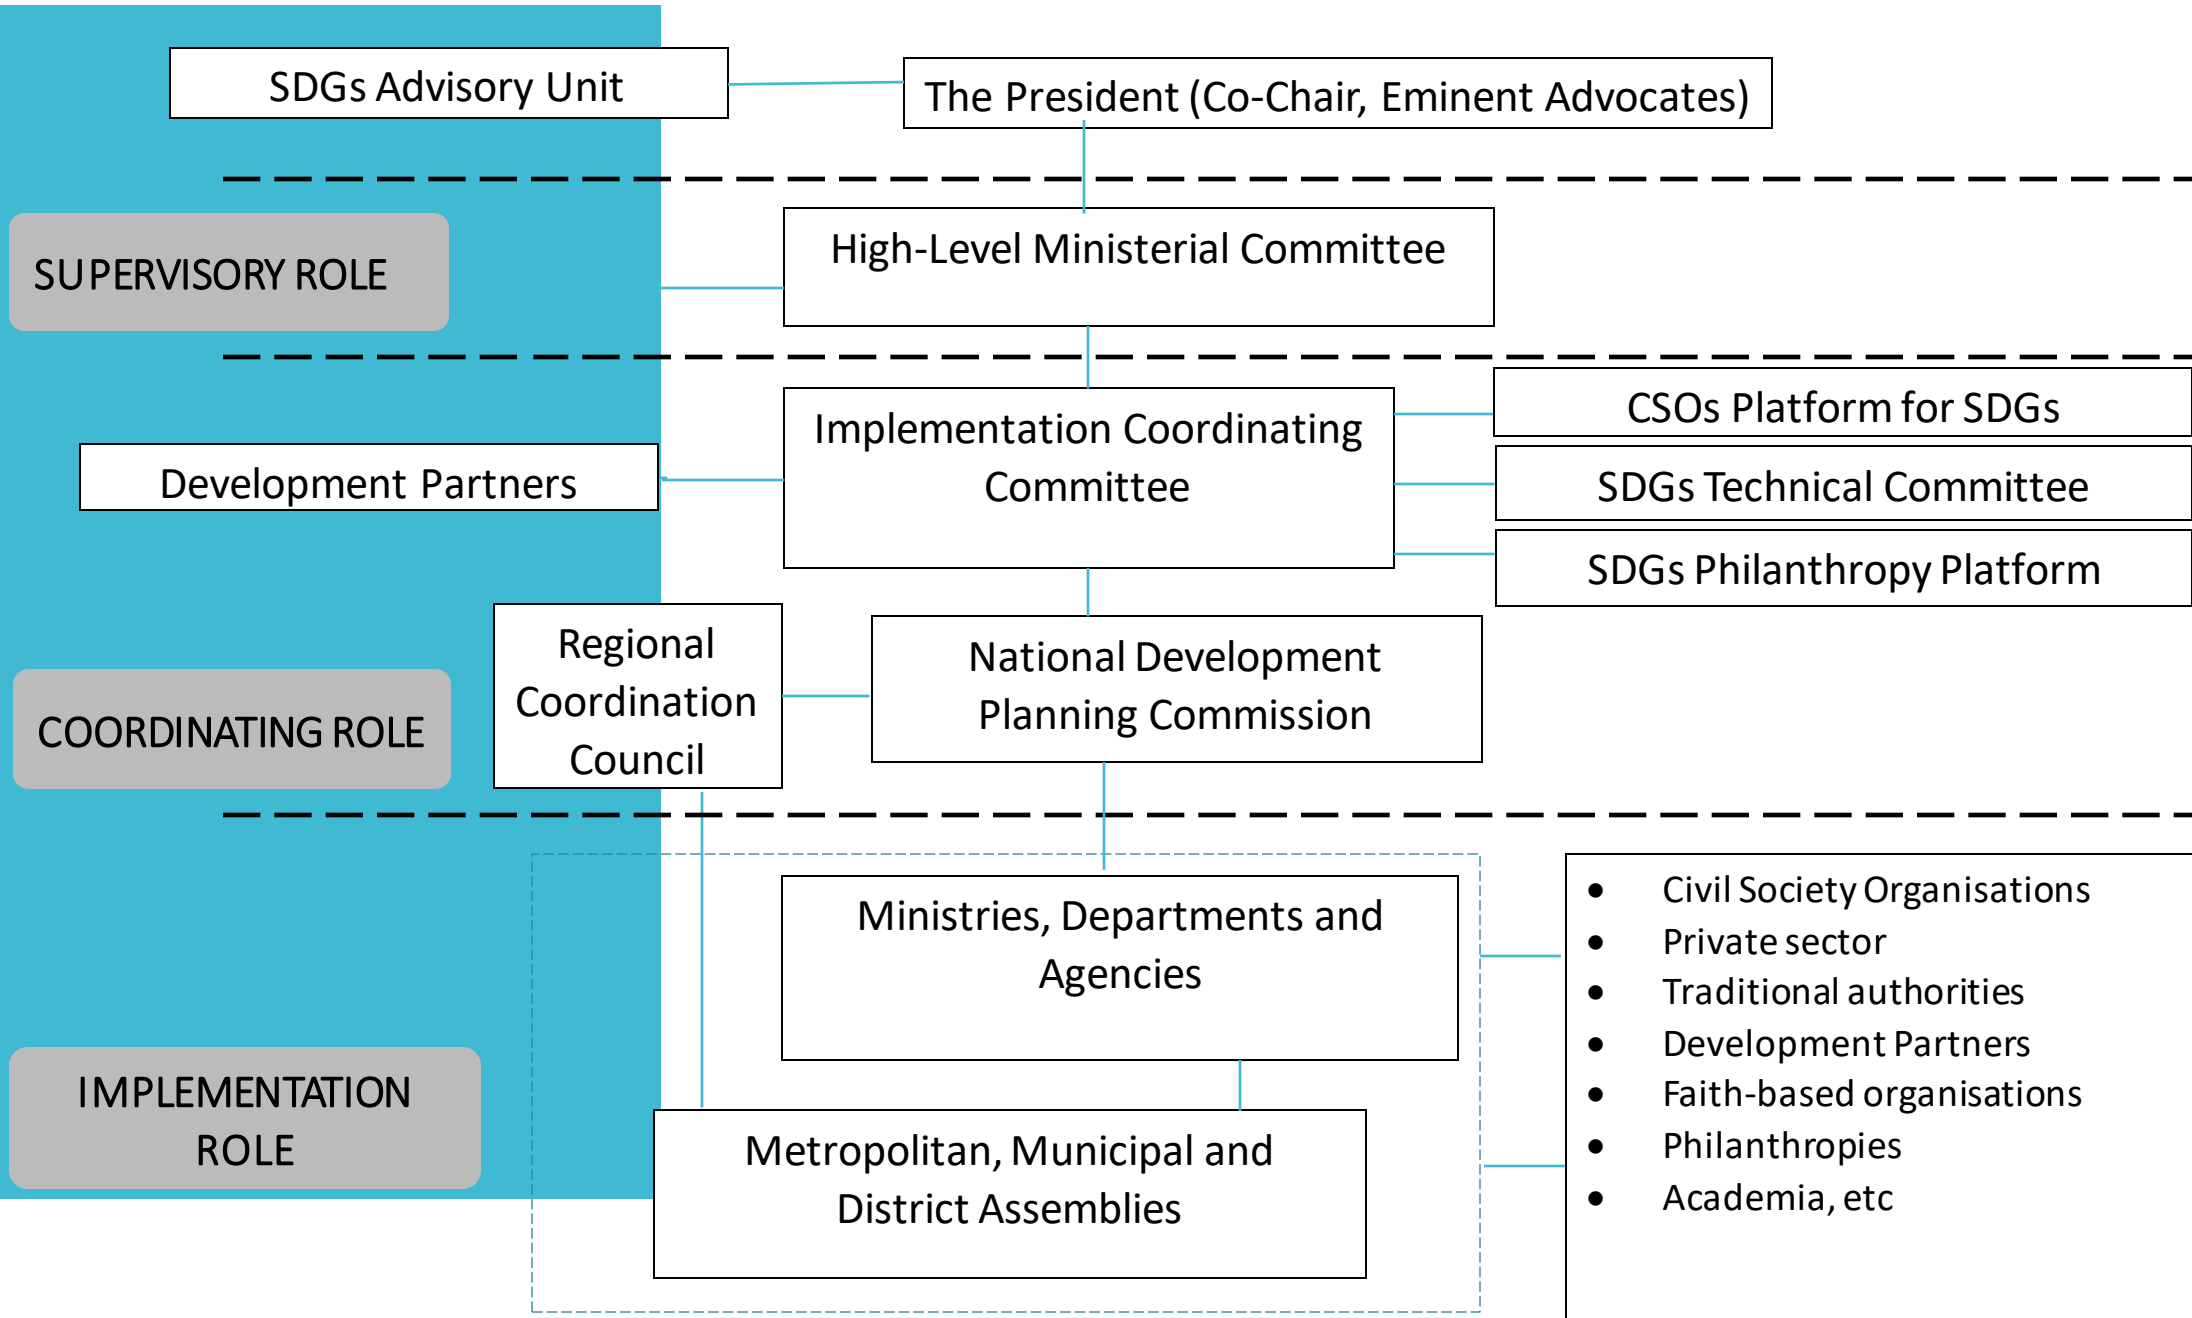 SDGs Advisory Unit
The President (Co-Chair, Eminent Advocates)
SUPERVISORY ROLE
High-Level Ministerial Committee
Implementation Coordinating
Committee
Development Partners
CSOs Platform for SDGs
SDGs Technical Committee
SDGs Philanthropy Platform
COORDINATING ROLE
Regional
Coordination
Council
National Development
Planning Commission
IMPLEMENTATION
ROLE
Ministries, Departments and
Agencies
Metropolitan, Municipal and
District Assemblies
• Civil Society Organisations
• Private sector
• Traditional authorities
• Development Partners
• Faith-based organisations
• Philanthropies
• Academia, etc